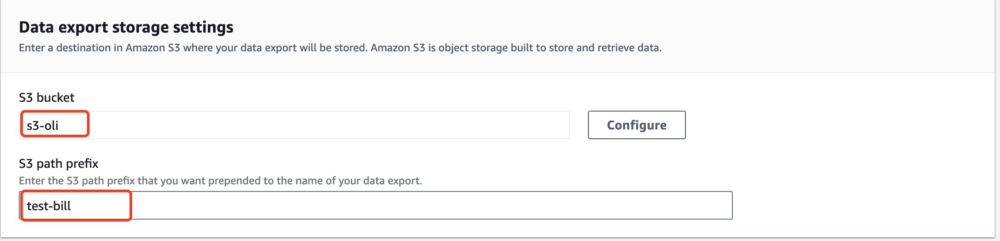 Data export storage settings
Enter a destination in Amazon S3 where your data export will be stored. Amazon S3 is object storage built to store and retrieve data.
S3 bucket
s3-oli
Configure
S3 path prefix
Enter the S3 path prefix that you want prepended to the name of your data export.
test-bill